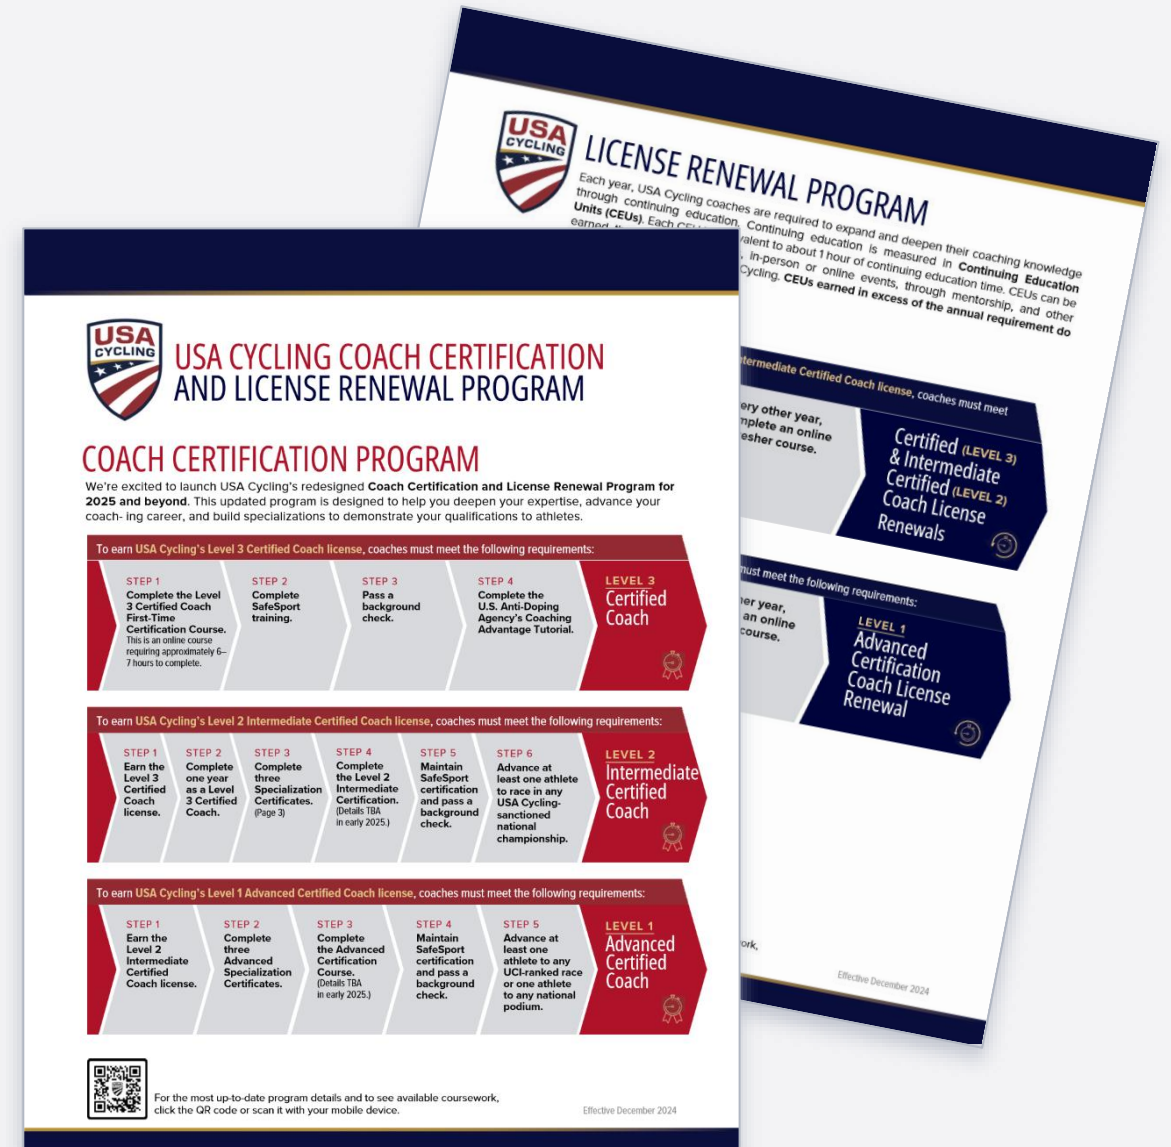 USA
CYCLING
LICENSE RENEWAL PROGRAM
Each year, USA Cycling coaches are required to expand and deepen their coaching knowledge
through continuing education. Continuing education is measured in Continuing Education
Units (CEUs). Each
valent to about 1 hour of continuing education time. CEUs can be
earned
, in-person or online events, through mentorship, and other
Cycling. CEUs earned in excess of the annual requirement do
Intermediate Certified Coach license, coaches must meet
ery other year,
mplete an online
esher course.
Certified (LEVEL 3)
& Intermediate
Certified (LEVEL 2)
Coach License
Renewals
must meet the following requirements:
her year,
an online
course.
LEVEL 1
Advanced
Certification
Coach License
Renewal
ork,
Effective December 2024
USA
CYCLING
USA CYCLING COACH CERTIFICATION
AND LICENSE RENEWAL PROGRAM
COACH CERTIFICATION PROGRAM
We're excited to launch USA Cycling's redesigned Coach Certification and License Renewal Program for
2025 and beyond. This updated program is designed to help you deepen your expertise, advance your
coach- ing career, and build specializations to demonstrate your qualifications to athletes.
To earn USA Cycling's Level 3 Certified Coach license, coaches must meet the following requirements:
STEP 1
Complete the Level
3 Certified Coach
First-Time
Certification Course.
This is an online course
requiring approximately 6–
7 hours to complete.
STEP 2
Complete
SafeSport
training.
STEP 3
Pass a
background
check.
STEP 4
Complete the
U.S. Anti-Doping
Agency's Coaching
Advantage Tutorial.
LEVEL 3
Certified
Coach
To earn USA Cycling's Level 2 Intermediate Certified Coach license, coaches must meet the following requirements:
STEP 1
Earn the
Level 3
Certified
Coach
license.
STEP 2
Complete
one year
as a Level
3 Certified
Coach.
STEP 3
Complete
three
Specialization
Certificates.
(Page 3)
STEP 4
Complete
the Level 2
Intermediate
Certification.
(Details TBA
in early 2025.)
STEP 5
Maintain
SafeSport
certification
and pass a
background
check.
STEP 6
Advance at
least one athlete
to race in any
USA Cycling-
sanctioned
national
championship.
LEVEL 2
Intermediate
Certified
Coach
To earn USA Cycling's Level 1 Advanced Certified Coach license, coaches must meet the following requirements:
STEP 1
Earn the
Level 2
Intermediate
Certified
Coach license.
STEP 2
Complete
three
Advanced
Specialization
Certificates.
STEP 3
Complete
the Advanced
Certification
Course.
(Details TBA
in early 2025.)
STEP 4
Maintain
SafeSport
certification
and pass a
background
check.
STEP 5
Advance at
least one
athlete to any
UCI-ranked race
or one athlete
to any national
podium.
LEVEL 1
Advanced
Certified
Coach
For the most up-to-date program details and to see available coursework,
click the QR code or scan it with your mobile device.
Effective December 2024